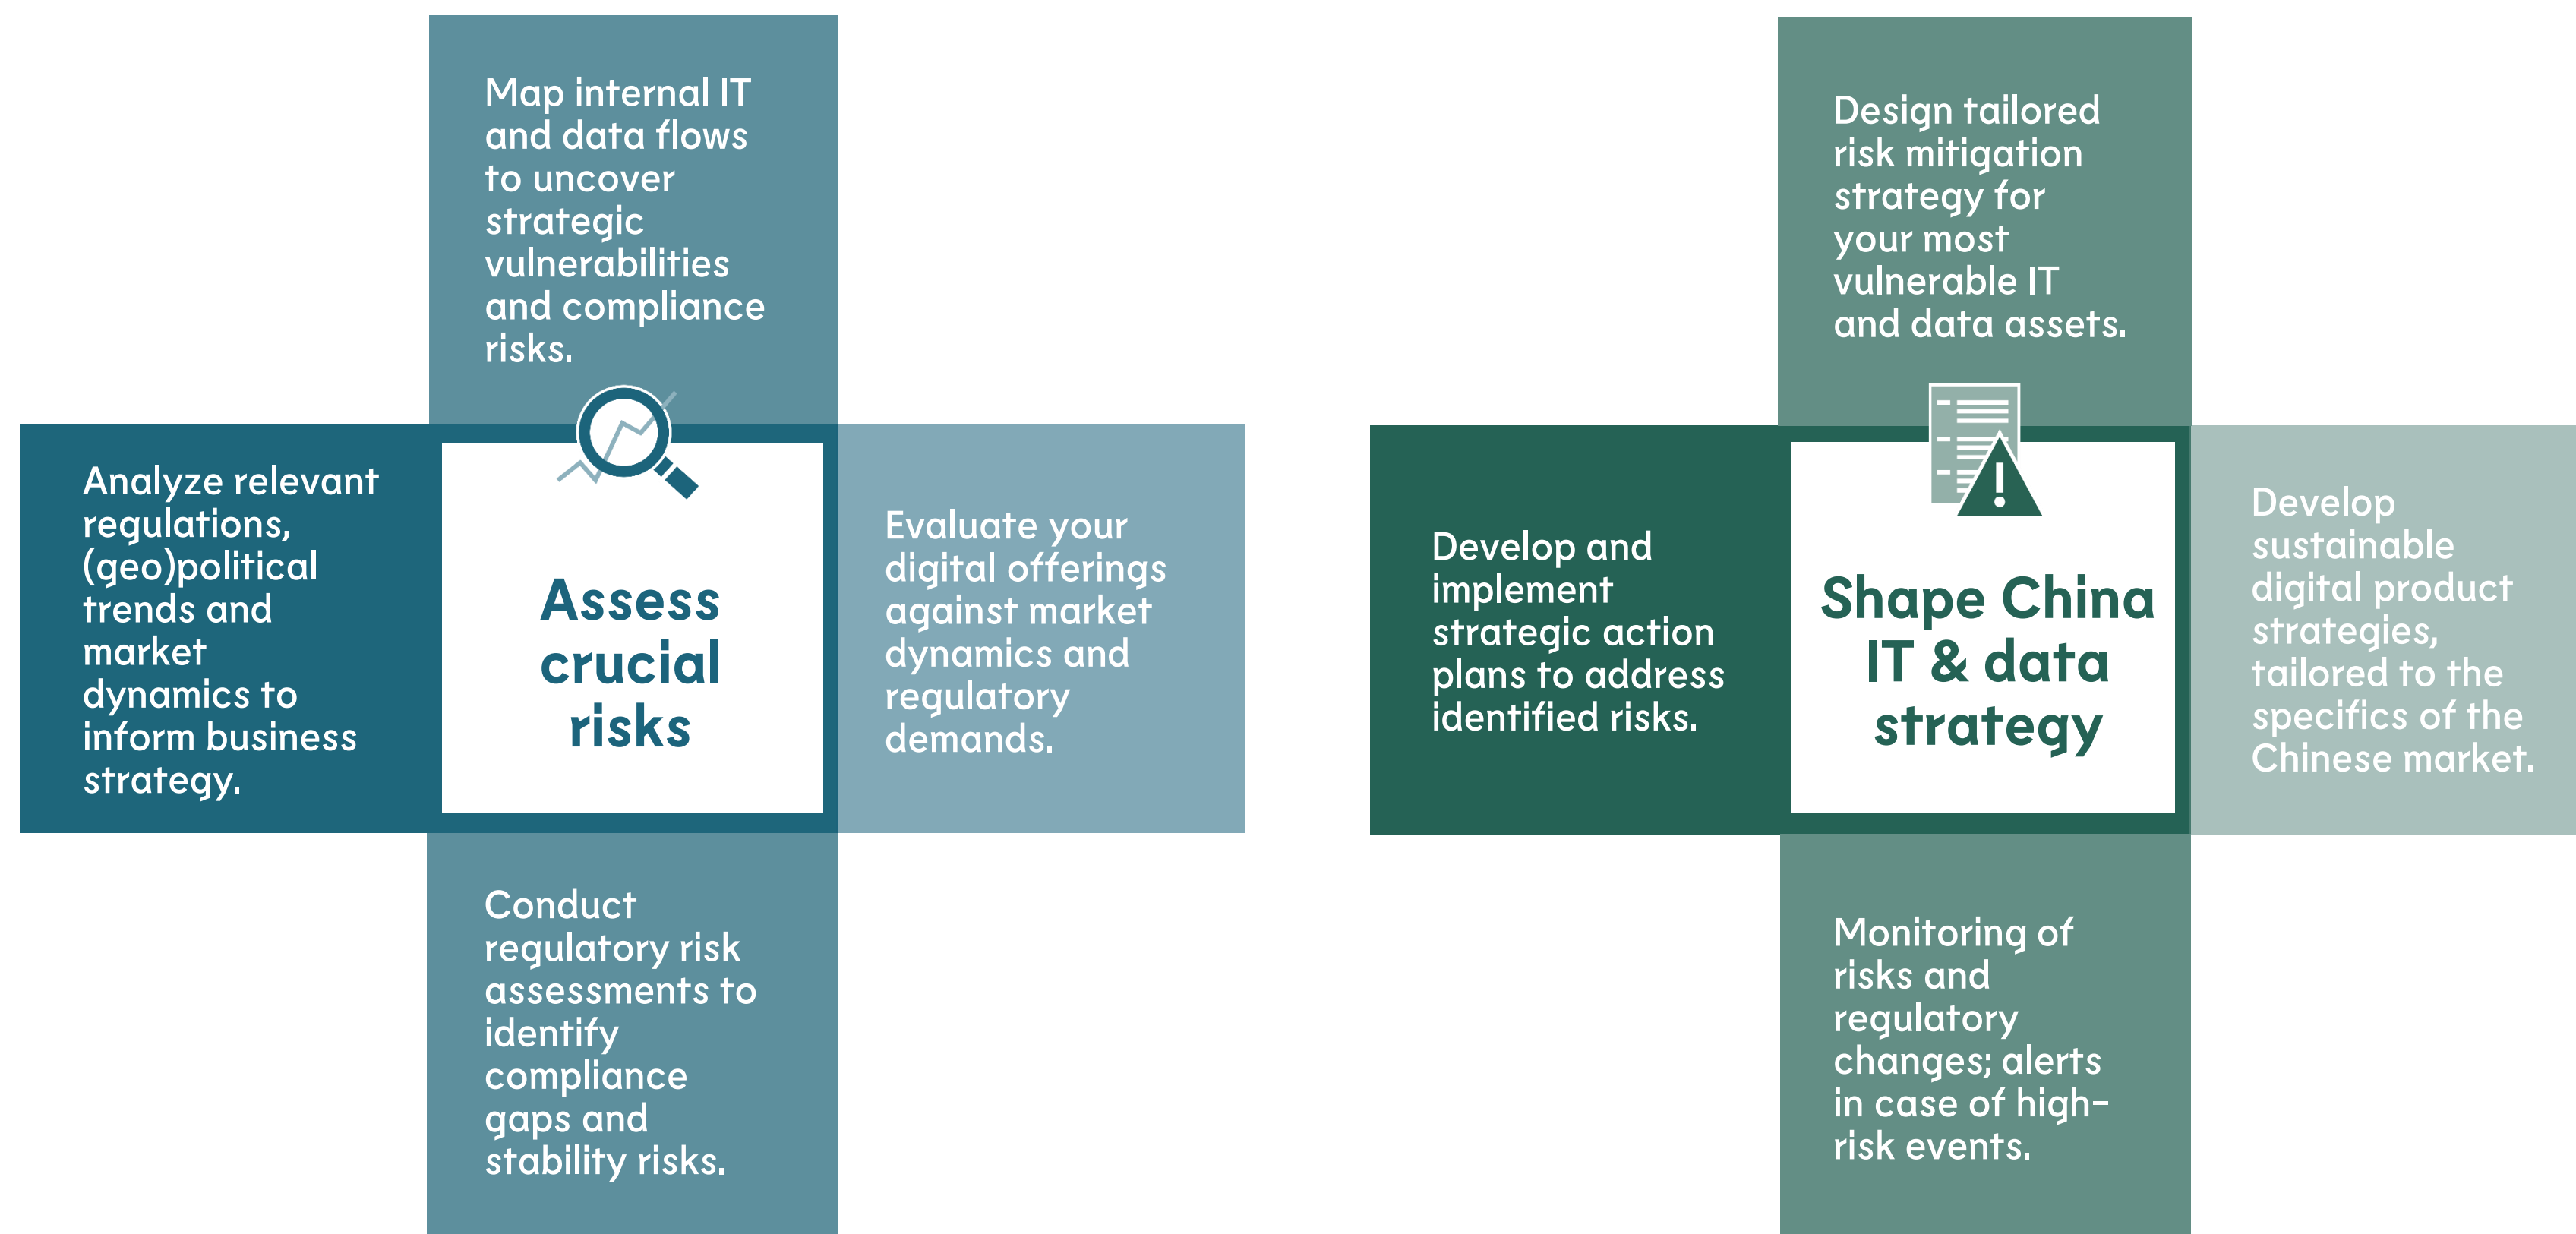 Map internal IT
and data flows
to uncover
strategic
vulnerabilities
and compliance
risks.
Analyze relevant
regulations,
(geo)political
trends and
market
dynamics to
inform business
strategy.
Assess
crucial
risks
Evaluate your
digital offerings
against market
dynamics and
regulatory
demands.
Conduct
regulatory risk
assessments to
identify
compliance
gaps and
stability risks.
Design tailored
risk mitigation
strategy for
your most
vulnerable IT
and data assets.
Develop and
implement
strategic action
plans to address
identified risks.
Shape China
IT & data
strategy
Develop
sustainable
digital product
strategies,
tailored to the
specifics of the
Chinese market.
Monitoring of
risks and
regulatory
changes; alerts
in case of high-
risk events.